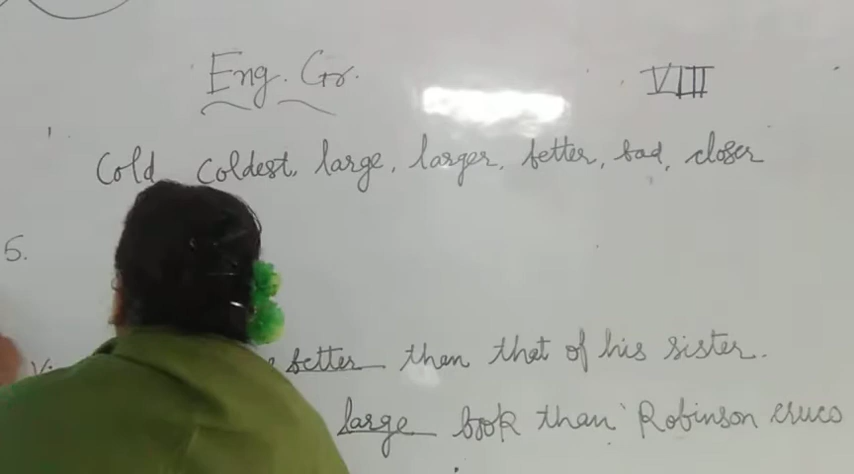 Eng. Gr. VIII
Cold coldest, large, larger, better, bad, closer
5.
better than that of his sister.
large book than Robinson cruco